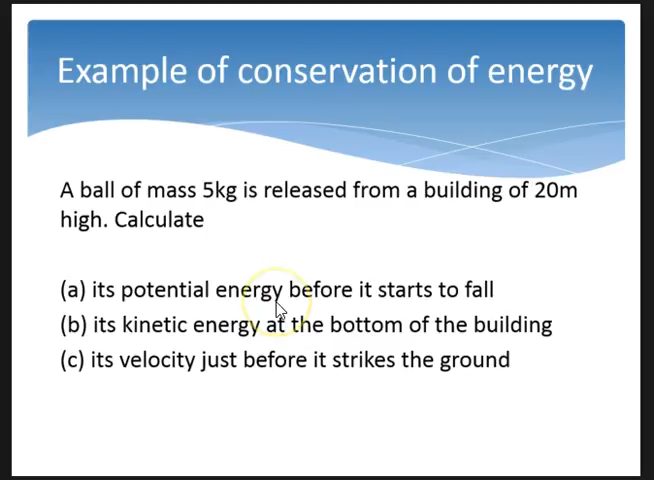 Example of conservation of energy
A ball of mass 5kg is released from a building of 20m
high. Calculate
(a) its potential energy before it starts to fall
(b) its kinetic energy at the bottom of the building
(c) its velocity just before it strikes the ground